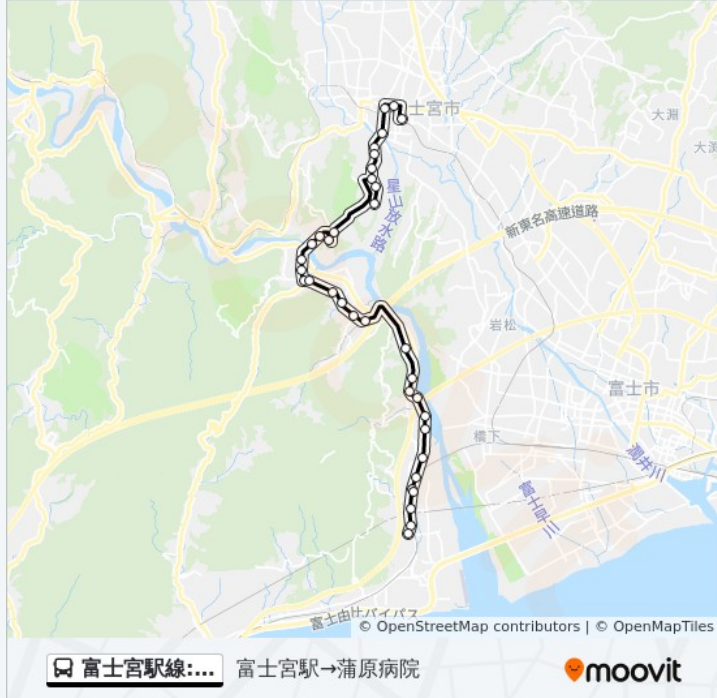 士宮市
大淵
大渕
星山放水路
新東名高速道路
岩松
富士市
橋下
潤井川
富士早川
富士由比バイパス
© OpenStreetMap contributors | © OpenMapTiles
富士宮駅線:... 富士宮駅→蒲原病院 moovit